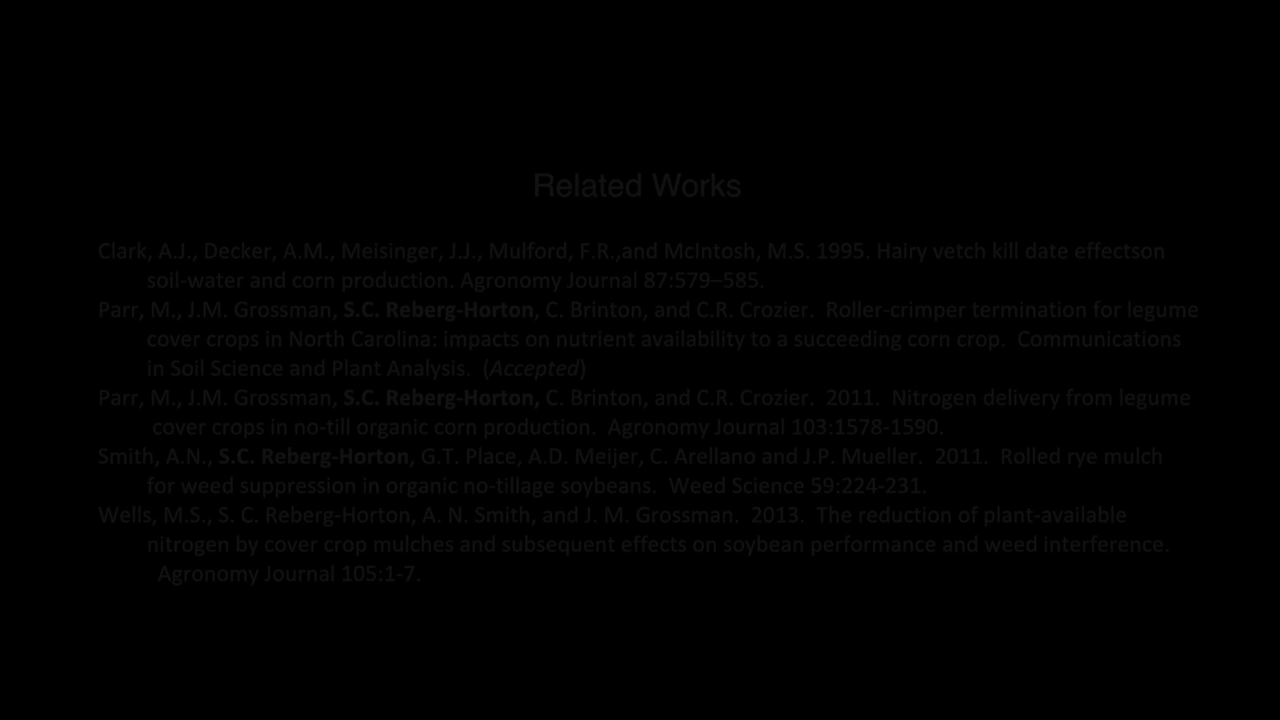 Related Works
Clark, A.J., Decker, A.M., Meisinger, J.J., Mulford, F.R.,and McIntosh, M.S. 1995. Hairy vetch kill date effectson
soil-water and corn production. Agronomy Journal 87:579–585.
Parr, M., J.M. Grossman, S.C. Reberg-Horton, C. Brinton, and C.R. Crozier.  Roller-crimper termination for legume
cover crops in North Carolina: impacts on nutrient availability to a succeeding corn crop.  Communications
in Soil Science and Plant Analysis.  (Accepted)
Parr, M., J.M. Grossman, S.C. Reberg-Horton, C. Brinton, and C.R. Crozier.  2011.  Nitrogen delivery from legume
cover crops in no-till organic corn production.  Agronomy Journal 103:1578-1590.
Smith, A.N., S.C. Reberg-Horton, G.T. Place, A.D. Meijer, C. Arellano and J.P. Mueller.  2011.  Rolled rye mulch
for weed suppression in organic no-tillage soybeans.  Weed Science 59:224-231.
Wells, M.S., S. C. Reberg-Horton, A. N. Smith, and J. M. Grossman.  2013.  The reduction of plant-available
nitrogen by cover crop mulches and subsequent effects on soybean performance and weed interference.
Agronomy Journal 105:1-7.